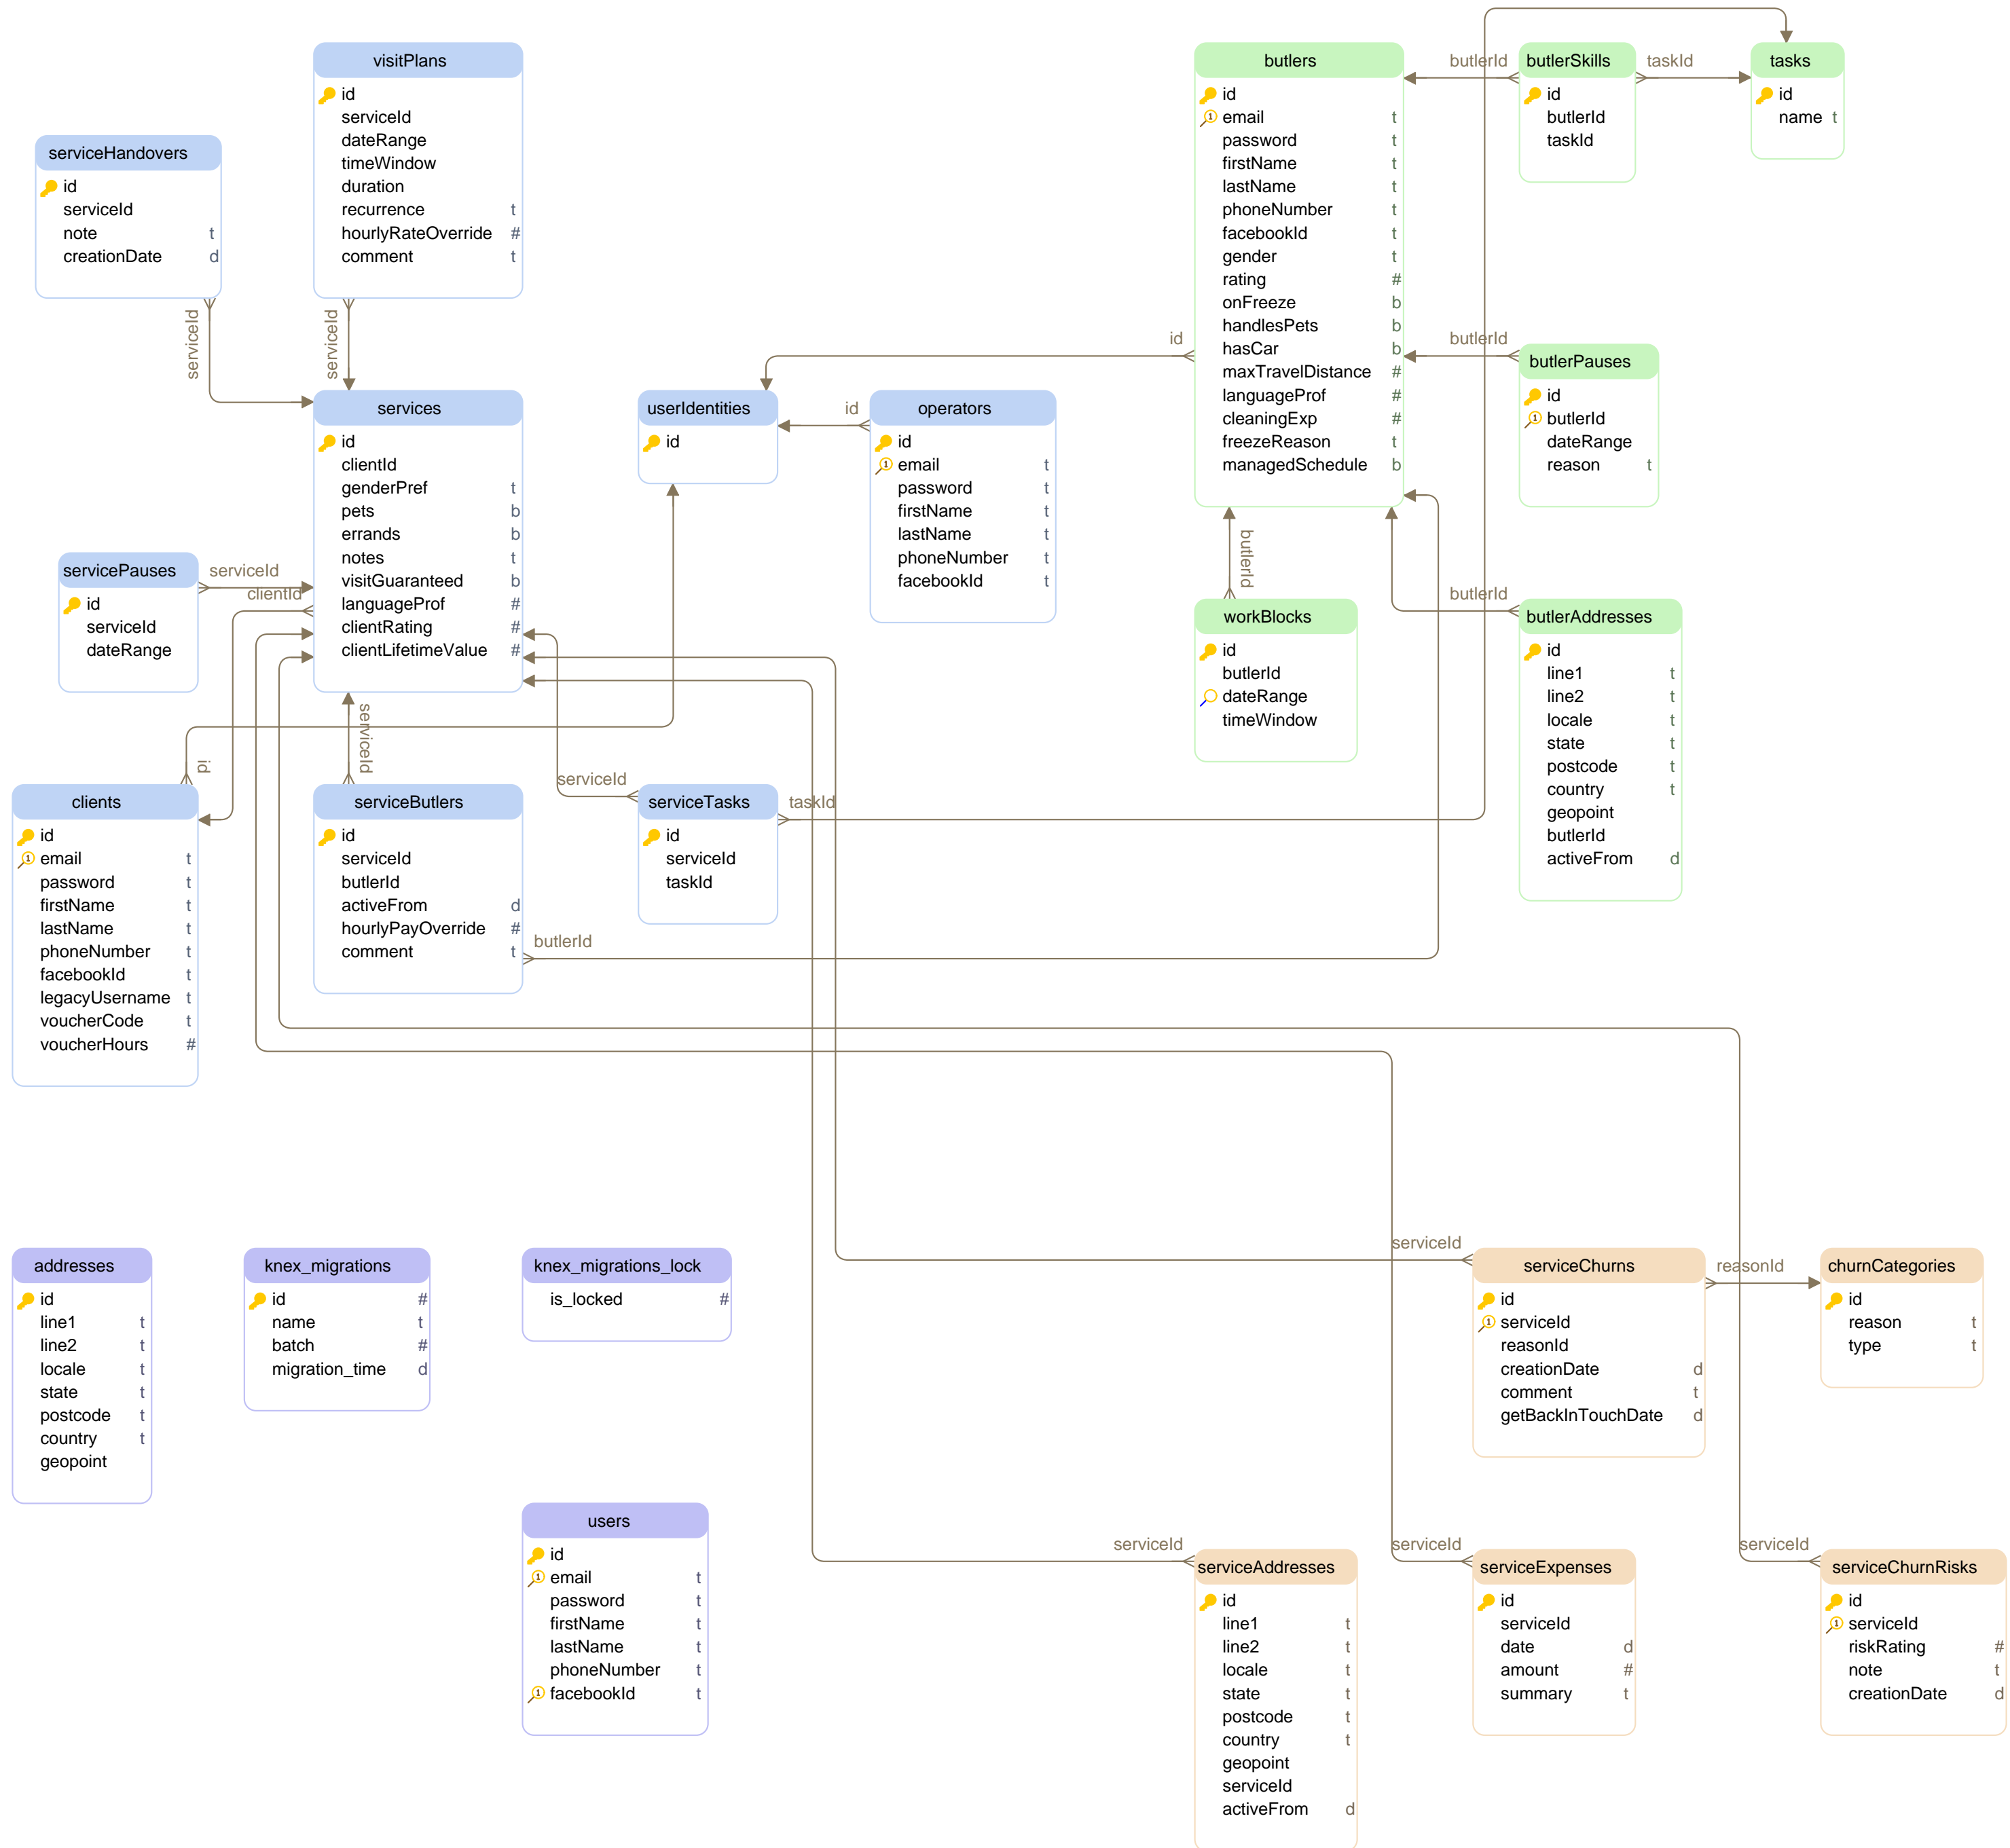 visitPlans
id
serviceId
dateRange
timeWindow
duration
recurrence t
hourlyRateOverride #
comment t
serviceHandovers
id
serviceId
note t
creationDate d
serviceId
serviceId
butlers
id
1 email t
password t
firstName t
lastName t
phoneNumber t
facebookId t
gender t
rating #
onFreeze b
handlesPets b
hasCar b
maxTravelDistance #
languageProf #
cleaningExp #
freezeReason t
managedSchedule b
butlerId
butlerSkills
id
butlerId
taskId
taskId
tasks
id
name t
butlerId
butlerPauses
id
1 butlerId
dateRange
reason t
id
services
id
clientId
genderPref t
pets b
errands b
notes t
visitGuaranteed b
languageProf #
clientRating #
clientLifetimeValue #
userIdentities
id
id
operators
id
1 email t
password t
firstName t
lastName t
phoneNumber t
facebookId t
servicePauses
id
serviceId
dateRange
serviceId
clientId
butlerId
workBlocks
id
butlerId
dateRange
timeWindow
butlerId
butlerAddresses
id
line1 t
line2 t
locale t
state t
postcode t
country t
geopoint
butlerId
activeFrom d
id
clients
id
1 email t
password t
firstName t
lastName t
phoneNumber t
facebookId t
legacyUsername t
voucherCode t
voucherHours #
serviceId
serviceButlers
id
serviceId
butlerId
activeFrom d
hourlyPayOverride #
comment t
butlerId
serviceId
serviceTasks
id
serviceId
taskId
taskId
addresses
id
line1 t
line2 t
locale t
state t
postcode t
country t
geopoint
knex_migrations
id #
name t
batch #
migration_time d
knex_migrations_lock
is_locked #
serviceId
serviceChurns
id
1 serviceId
reasonId
creationDate d
comment t
getBackInTouchDate d
reasonId
churnCategories
id
reason t
type t
users
id
1 email t
password t
firstName t
lastName t
phoneNumber t
1 facebookId t
serviceId
serviceAddresses
id
line1 t
line2 t
locale t
state t
postcode t
country t
geopoint
serviceId
activeFrom d
serviceId
serviceExpenses
id
serviceId
date d
amount #
summary t
serviceId
serviceChurnRisks
id
1 serviceId
riskRating #
note t
creationDate d